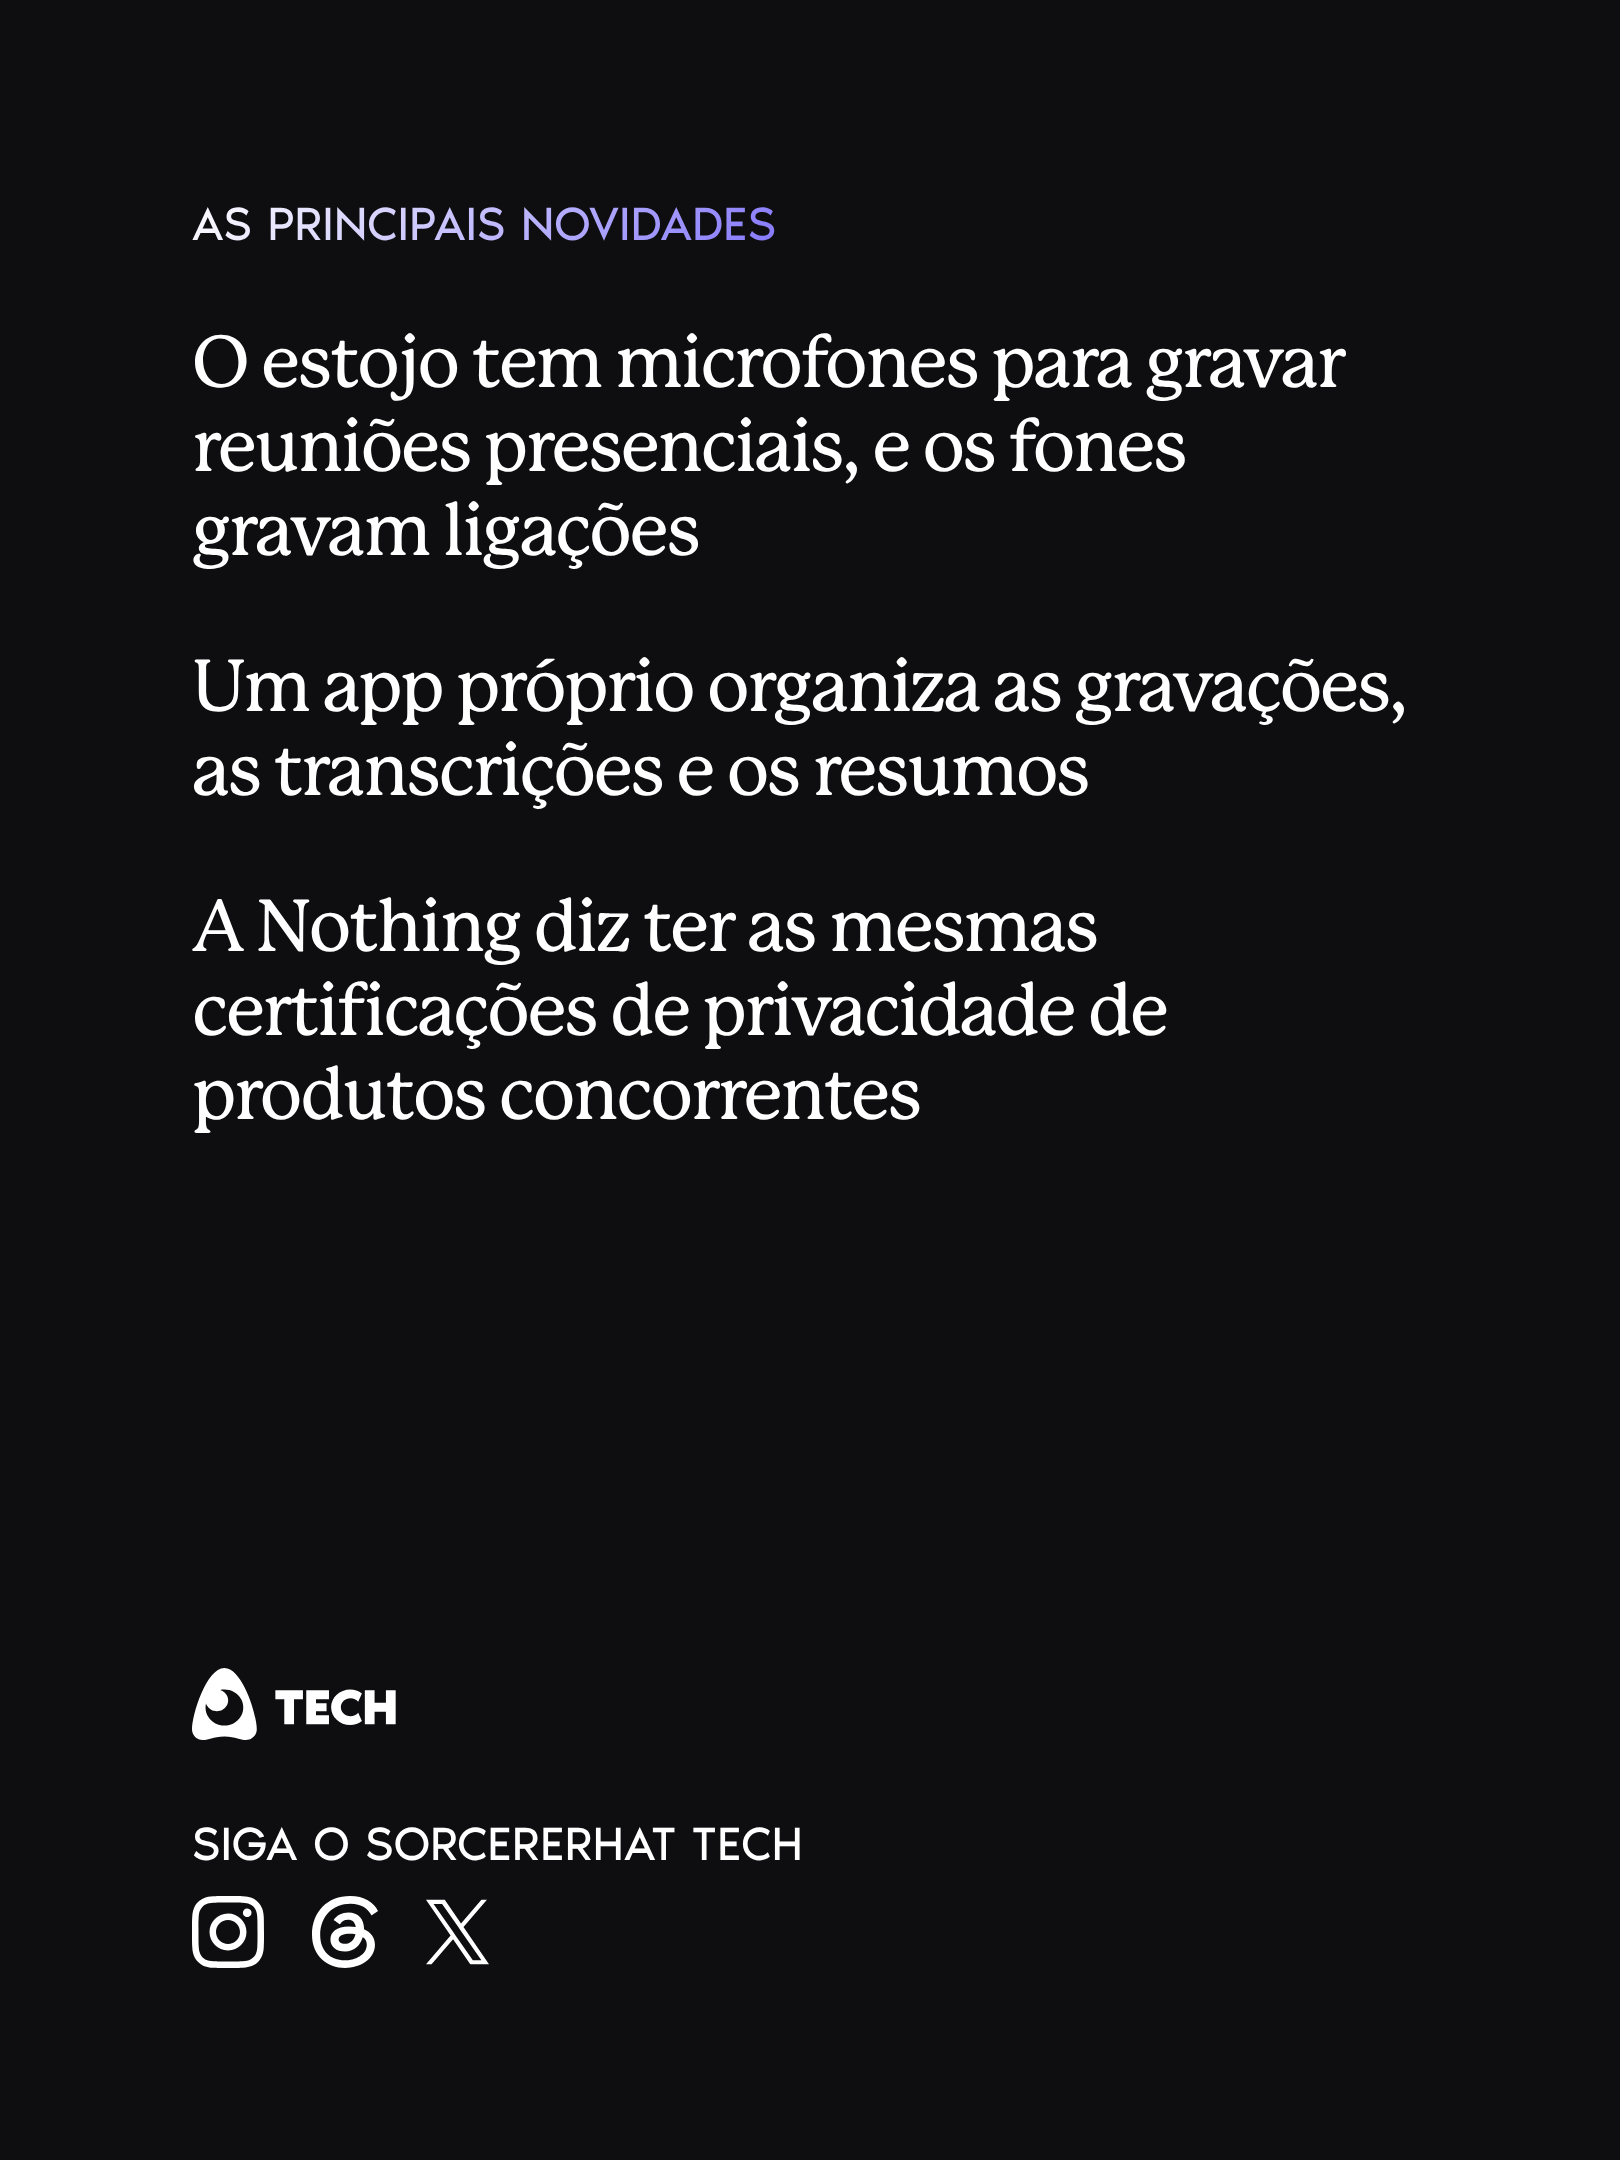 AS PRINCIPAIS NOVIDADES
O estojo tem microfones para gravar
reuniões presenciais, e os fones
gravam ligações
Um app próprio organiza as gravações,
as transcrições e os resumos
A Nothing diz ter as mesmas
certificações de privacidade de
produtos concorrentes
TECH
SIGA O SORCERERHAT TECH